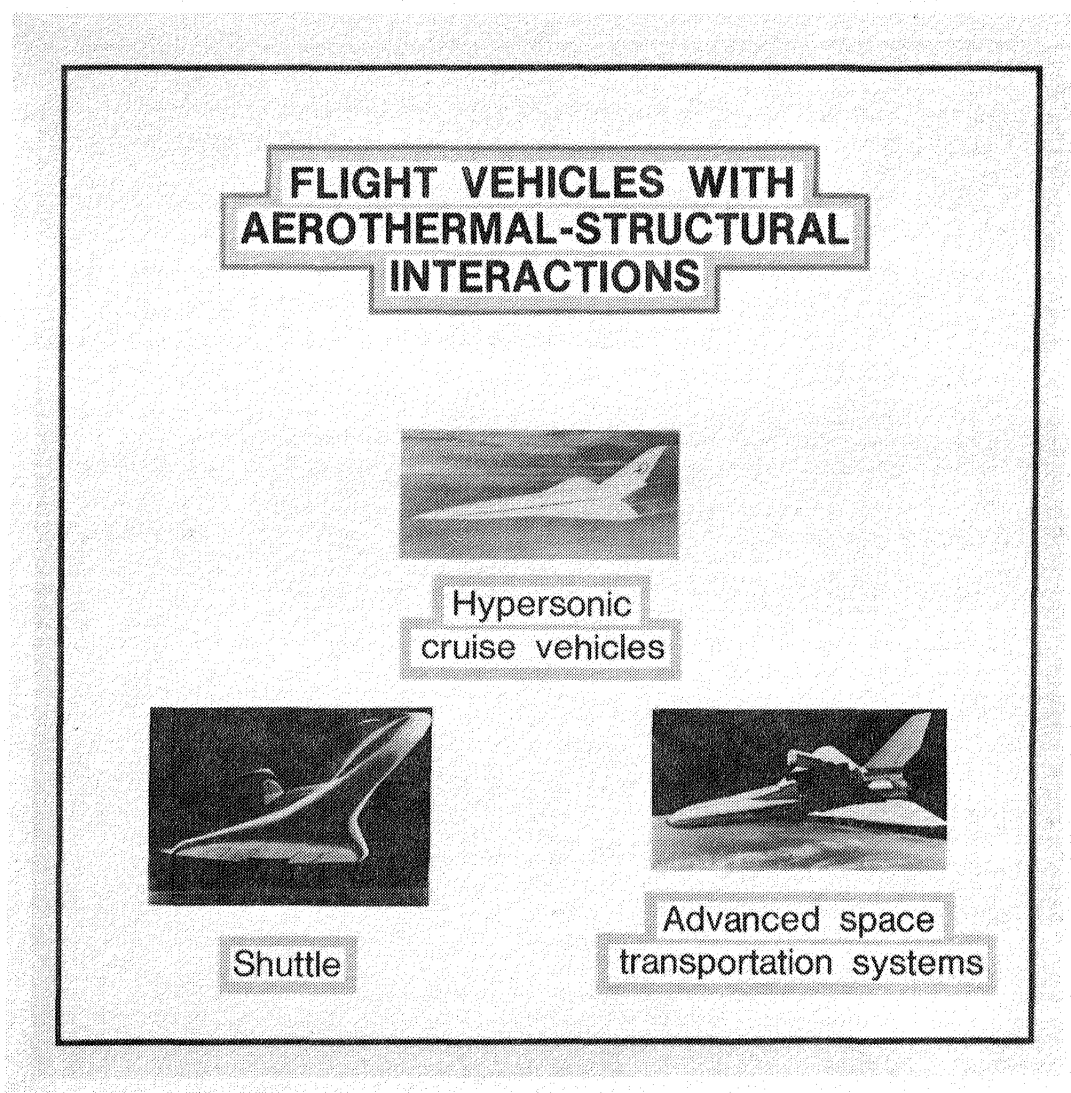 FLIGHT VEHICLES WITH
AEROTHERMAL-STRUCTURAL
INTERACTIONS
Hypersonic
cruise vehicles
Shuttle
Advanced space
transportation systems